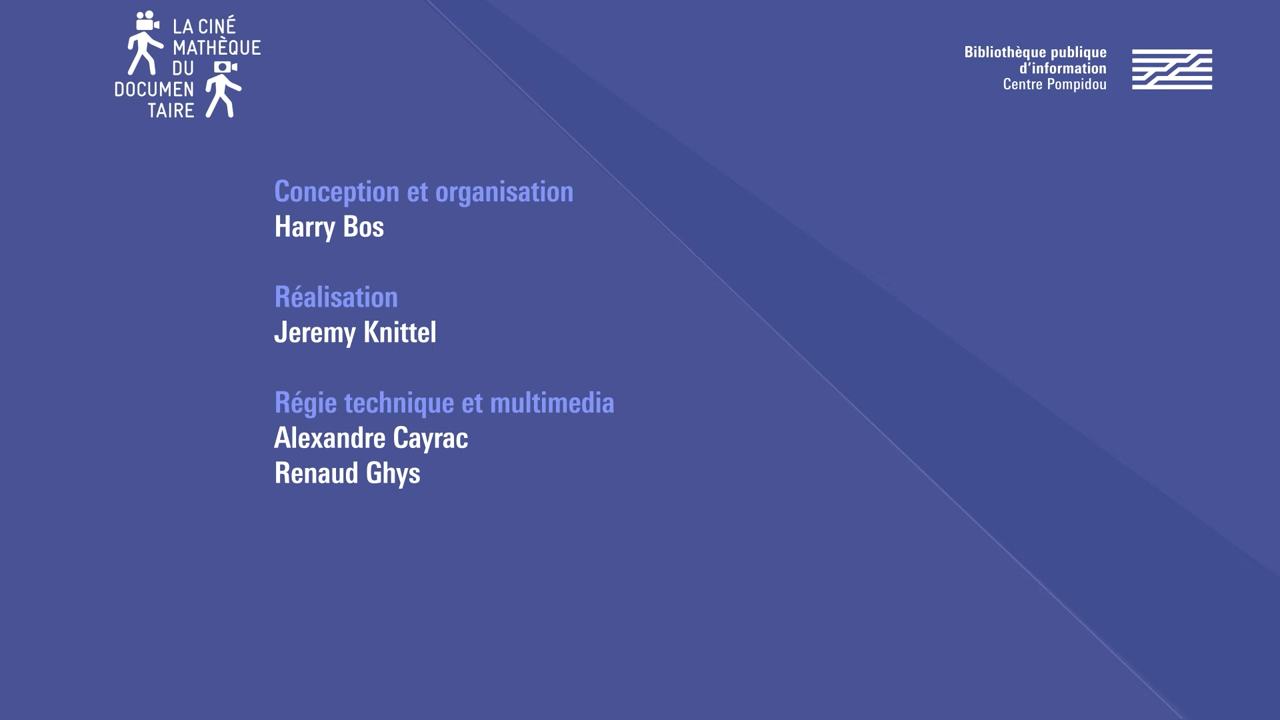 LA CINÉ
MATHÈQUE
DU
DOCUMEN
TAIRE
Bibliothèque publique
d'information
Centre Pompidou
Conception et organisation
Harry Bos
Réalisation
Jeremy Knittel
Régie technique et multimedia
Alexandre Cayrac
Renaud Ghys